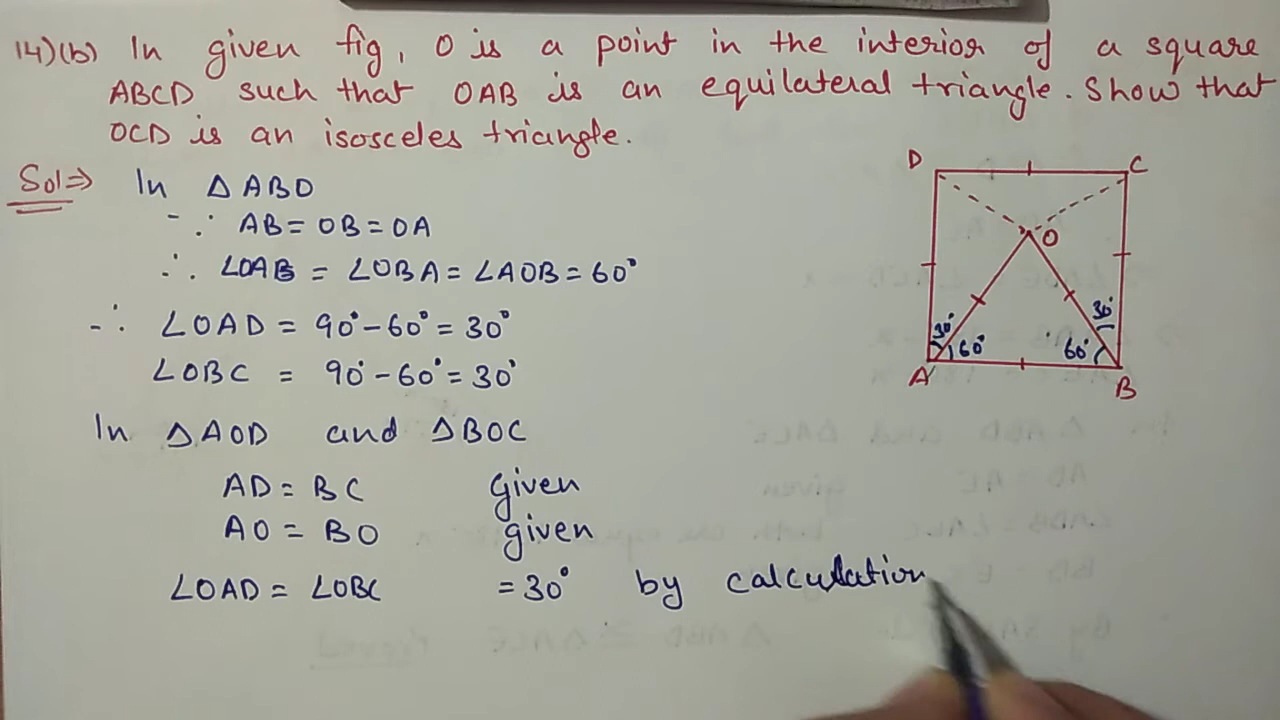 14)(b) In given fig, O is a point in the interior of a square
ABCD such that OAB is an equilateral triangle. Show that
OCD is an isosceles triangle.
Sol⇒ In △ABO
∵ AB = OB = OA
∴ ∠OAB = ∠OBA = ∠AOB = 60°
∴ ∠OAD = 90° - 60° = 30°
∠OBC = 90° - 60° = 30°
In △AOD and △BOC
AD = BC given
AO = BO given
∠OAD = ∠OBC = 30° by calculation
D C
O
30° 30°
60° 60°
A B